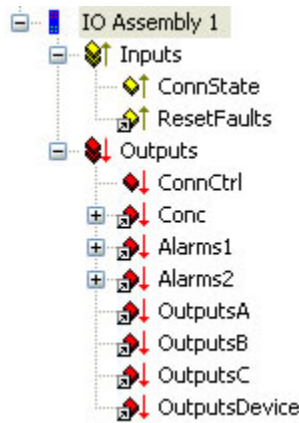 IO Assembly 1
Inputs
ConnState
ResetFaults
Outputs
ConnCtrl
Conc
Alarms1
Alarms2
OutputsA
OutputsB
OutputsC
OutputsDevice